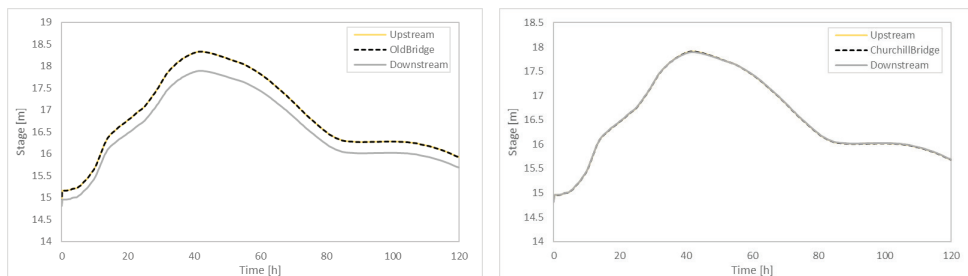 19
18.5
18
17.5
17
16.5
16
15.5
15
14.5
14
Stage [m]
0 20 40 60 80 100 120
Time [h]
Upstream
OldBridge
Downstream
18.5
18
17.5
17
16.5
16
15.5
15
14.5
14
Stage [m]
0 20 40 60 80 100 120
Time [h]
Upstream
ChurchillBridge
Downstream